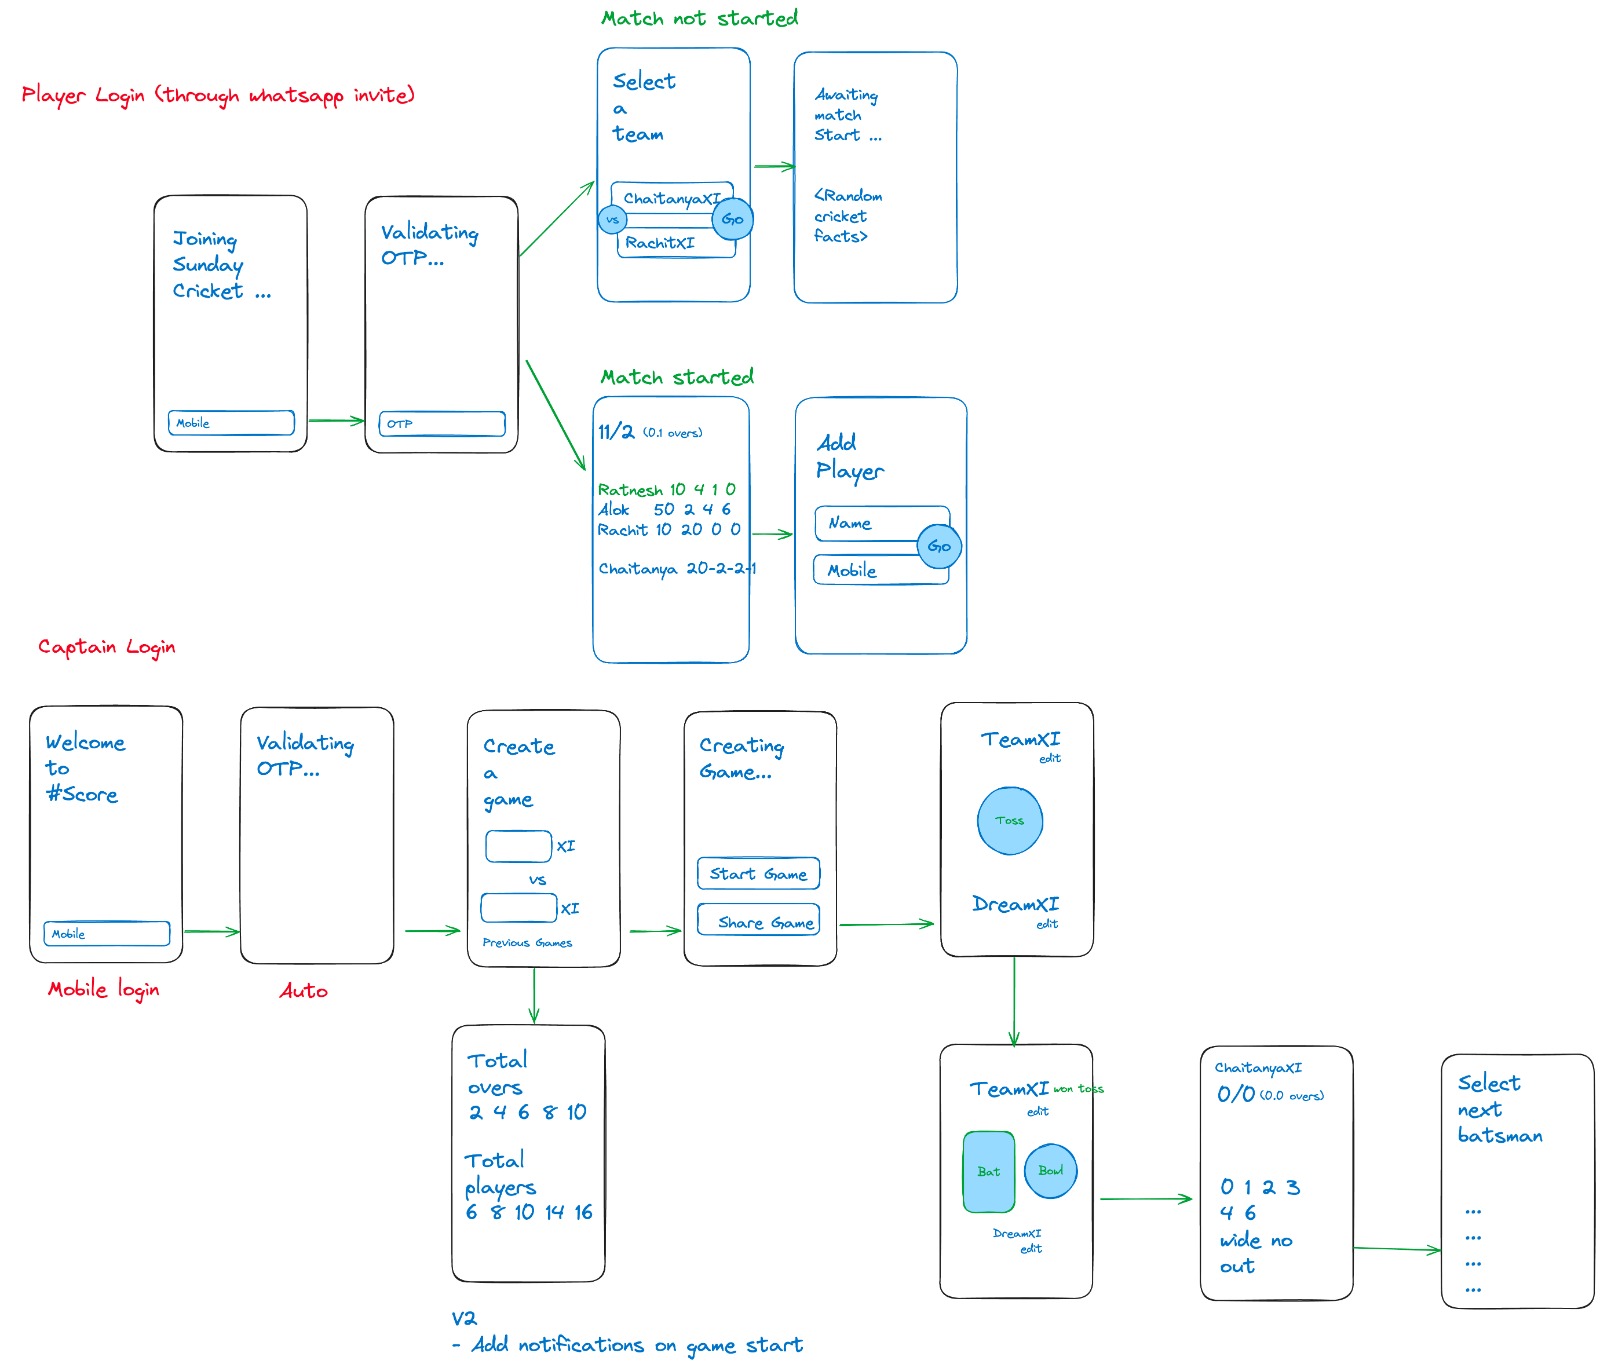 Match not started
Player Login (through whatsapp invite)
Joining
Sunday
Cricket ...
Mobile
Validating
OTP...
OTP
Select
a
team
ChaitanyaXI
vs
Go
RachitXI
Awaiting
match
Start ...
<Random
cricket
facts>
Match started
11/2 (0.1 overs)
Ratnesh 10 4 1 0
Alok 50 2 4 6
Rachit 10 20 0 0
Chaitanya 20-2-2-1
Add
Player
Name
Go
Mobile
Captain Login
Welcome
to
#Score
Mobile
Mobile login
Validating
OTP...
Auto
Create
a
game
XI
vs
XI
Previous Games
Creating
Game...
Start Game
Share Game
TeamXI
edit
Toss
DreamXI
edit
Total
overs
2 4 6 8 10
Total
players
6 8 10 14 16
TeamXI won toss
edit
Bat
Bowl
DreamXI
edit
ChaitanyaXI
0/0 (0.0 overs)
0 1 2 3
4 6
wide no
out
Select
next
batsman
...
...
...
...
V2
- Add notifications on game start